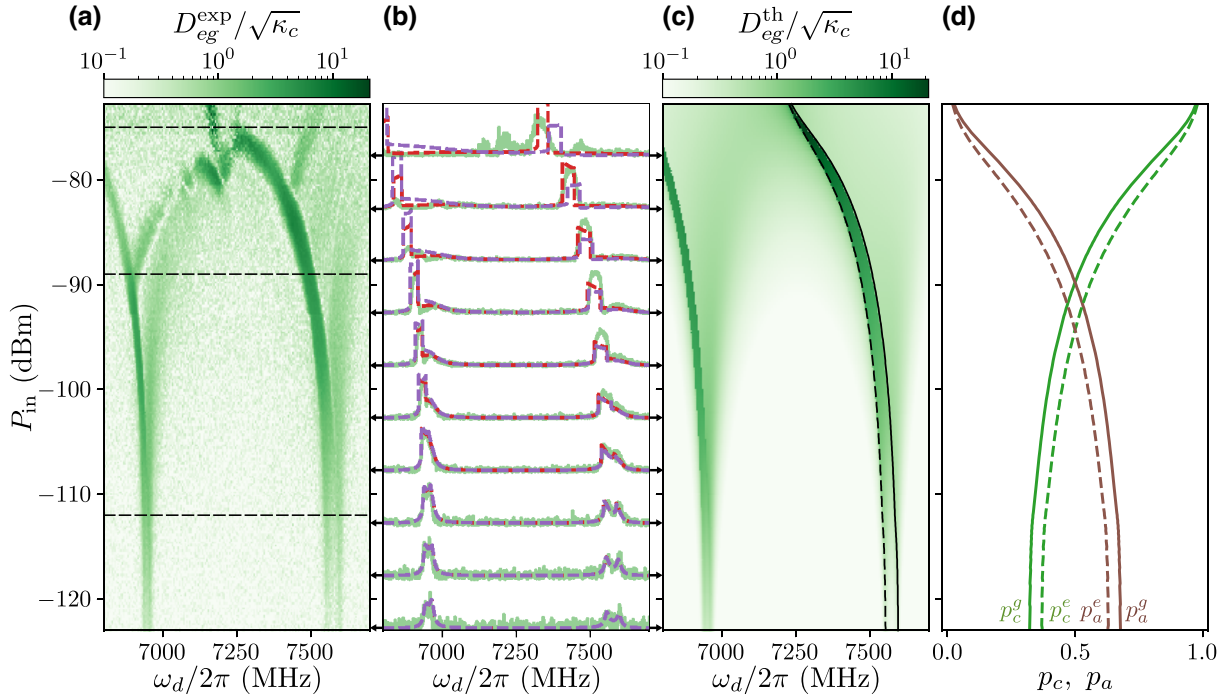 (a) (b) (c) (d)
D_{eg}^{exp}/√κ_c
D_{eg}^{th}/√κ_c
10^{-1} 10^0 10^1
10^{-1} 10^0 10^1
P_{in} (dBm)
−80
−90
−100
−110
−120
p_c^g p_c^e p_a^e p_a^g
7000 7250 7500
7000 7250 7500
7000 7250 7500
0.0 0.5 1.0
ω_d/2π (MHz)
ω_d/2π (MHz)
ω_d/2π (MHz)
p_c, p_a